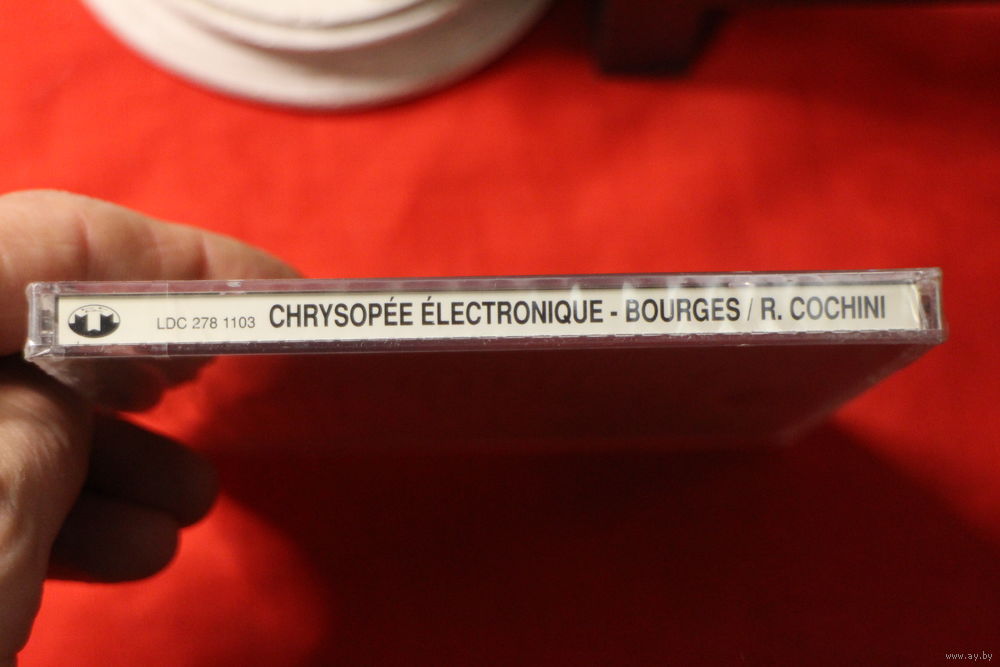 LDC 278 1103 CHRYSOPÉE ÉLECTRONIQUE - BOURGES / R. COCHINI
www.ay.by